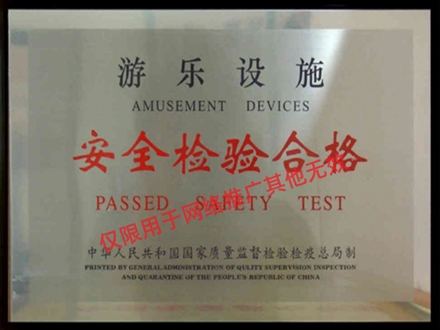 游乐设施
AMUSEMENT DEVICES
安全检验合格
PASSED SAFETY TEST
仅限用于网络推广其他无效
中华人民共和国国家质量监督检验检疫总局制
PRINTED BY GENERAL ADMINISTRATION OF QULITY SUPERVISION INSPECTION
AND QUARANTINE OF THE PEOPLE'S REPUBLIC OF CHINA